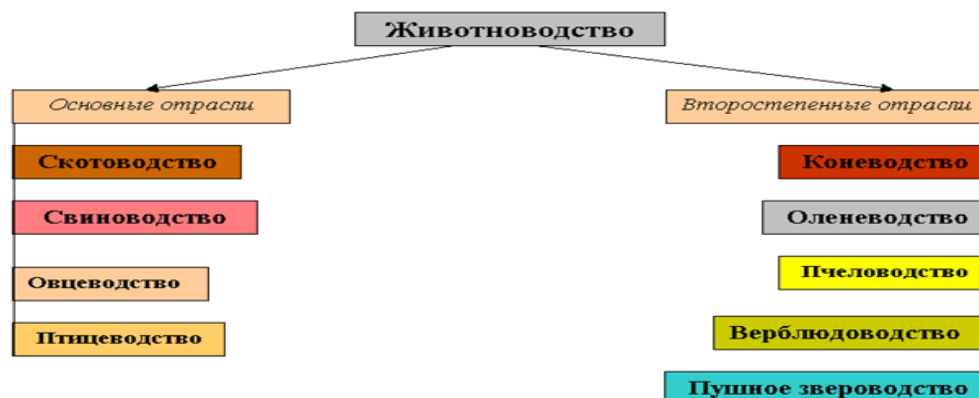 Животноводство
Основные отрасли
Второстепенные отрасли
Скотоводство
Коневодство
Свиноводство
Оленеводство
Овцеводство
Пчеловодство
Птицеводство
Верблюдоводство
Пушное звероводство